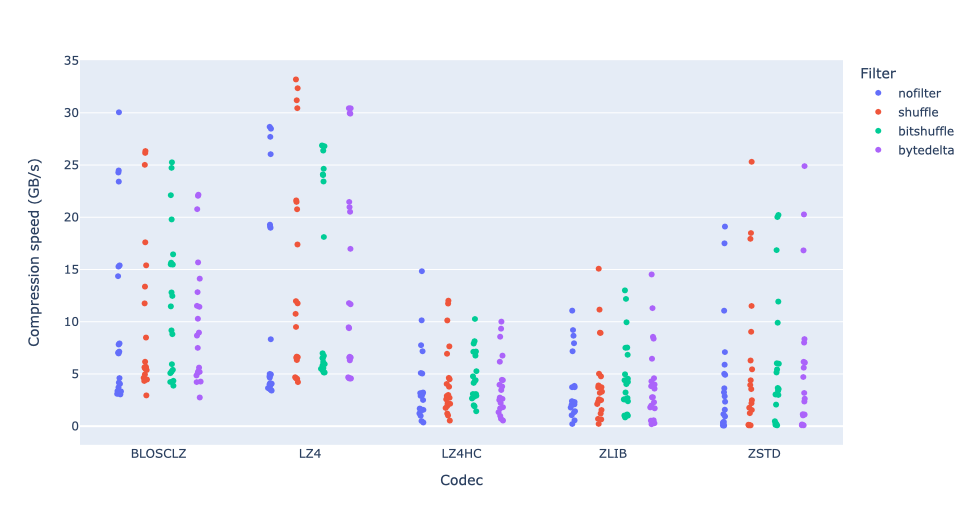 Filter
nofilter
shuffle
bitshuffle
bytedelta
Compression speed (GB/s)
35
30
25
20
15
10
5
0
BLOSCLZ LZ4 LZ4HC ZLIB ZSTD
Codec